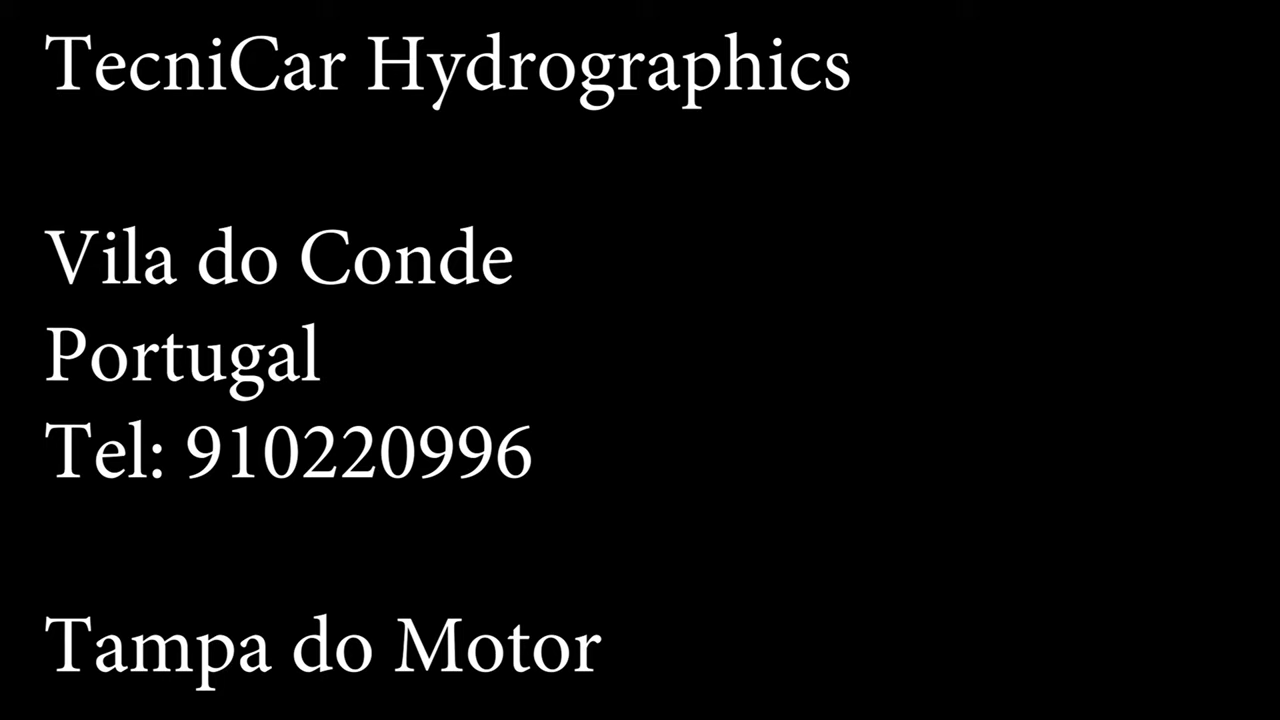 TecniCar Hydrographics
Vila do Conde
Portugal
Tel: 910220996
Tampa do Motor